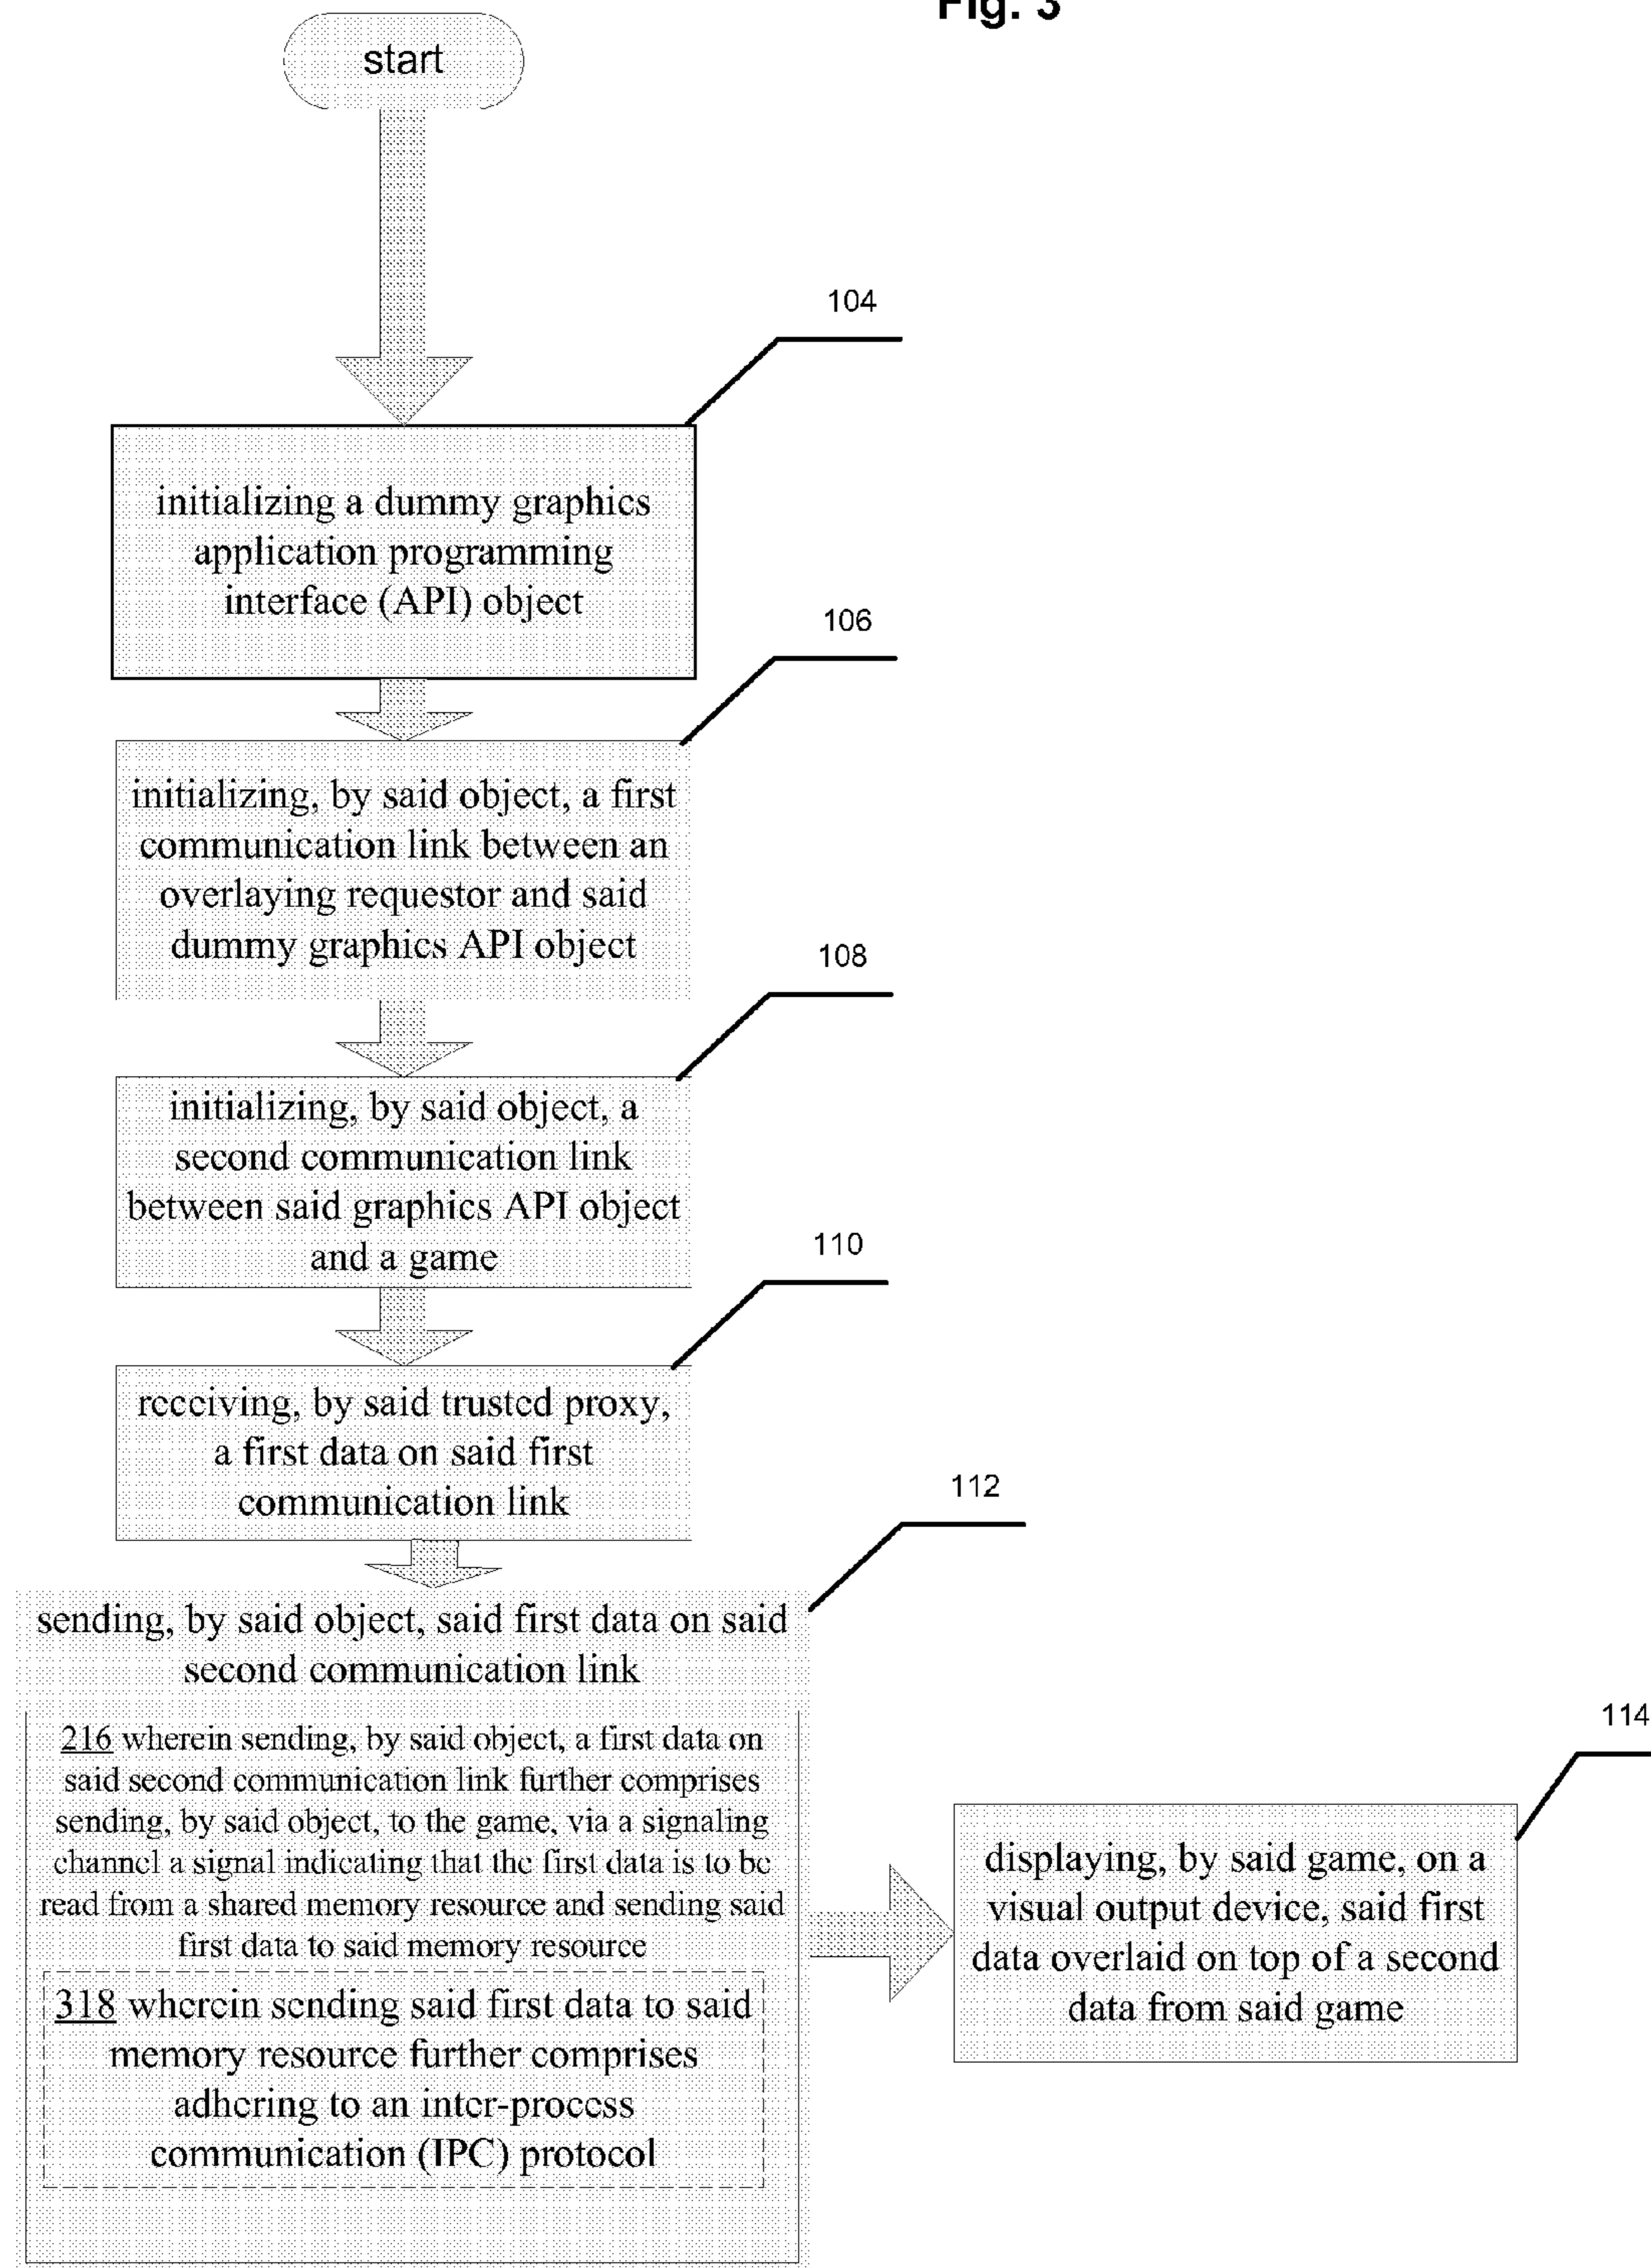 Fig. 3
start
104
initializing a dummy graphics
application programming
interface (API) object
106
initializing, by said object, a first
communication link between an
overlaying requestor and said
dummy graphics API object
108
initializing, by said object, a
second communication link
between said graphics API object
and a game
110
receiving, by said trusted proxy,
a first data on said first
communication link
112
sending, by said object, said first data on said
second communication link
216 wherein sending, by said object, a first data on
said second communication link further comprises
sending, by said object, to the game, via a signaling
channel a signal indicating that the first data is to be
read from a shared memory resource and sending said
first data to said memory resource
318 wherein sending said first data to said
memory resource further comprises
adhering to an inter-process
communication (IPC) protocol
114
displaying, by said game, on a
visual output device, said first
data overlaid on top of a second
data from said game